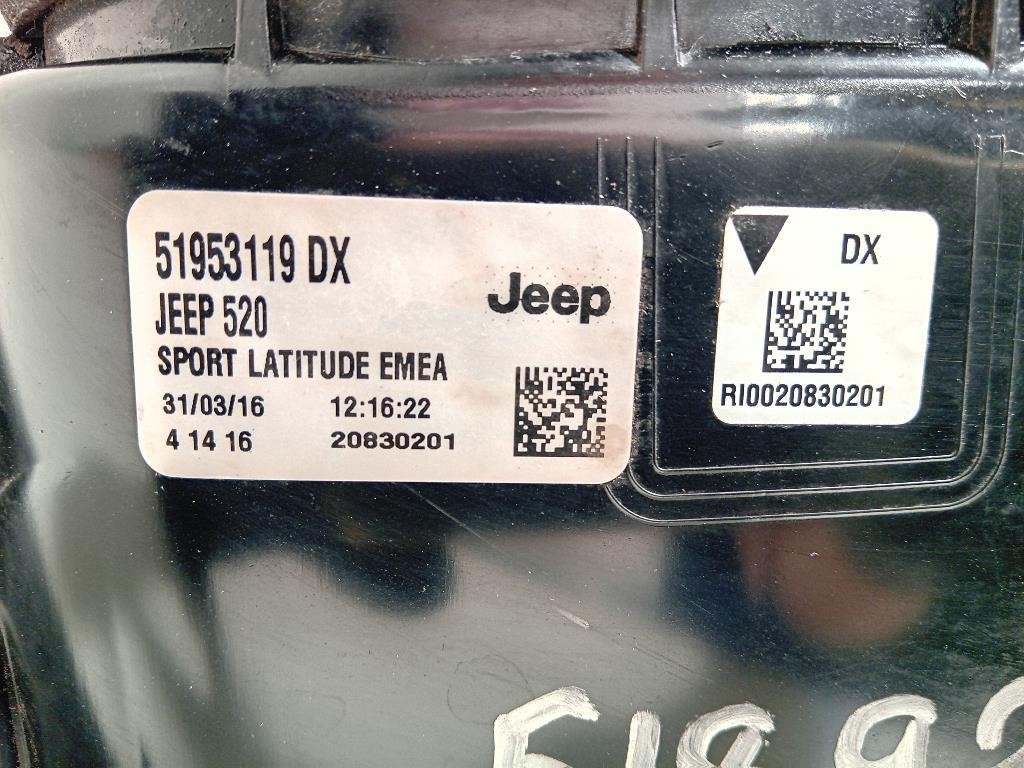 51953119 DX
JEEP 520
Jeep
SPORT LATITUDE EMEA
31/03/16 12:16:22
4 14 16 20830201
DX
RI0020830201